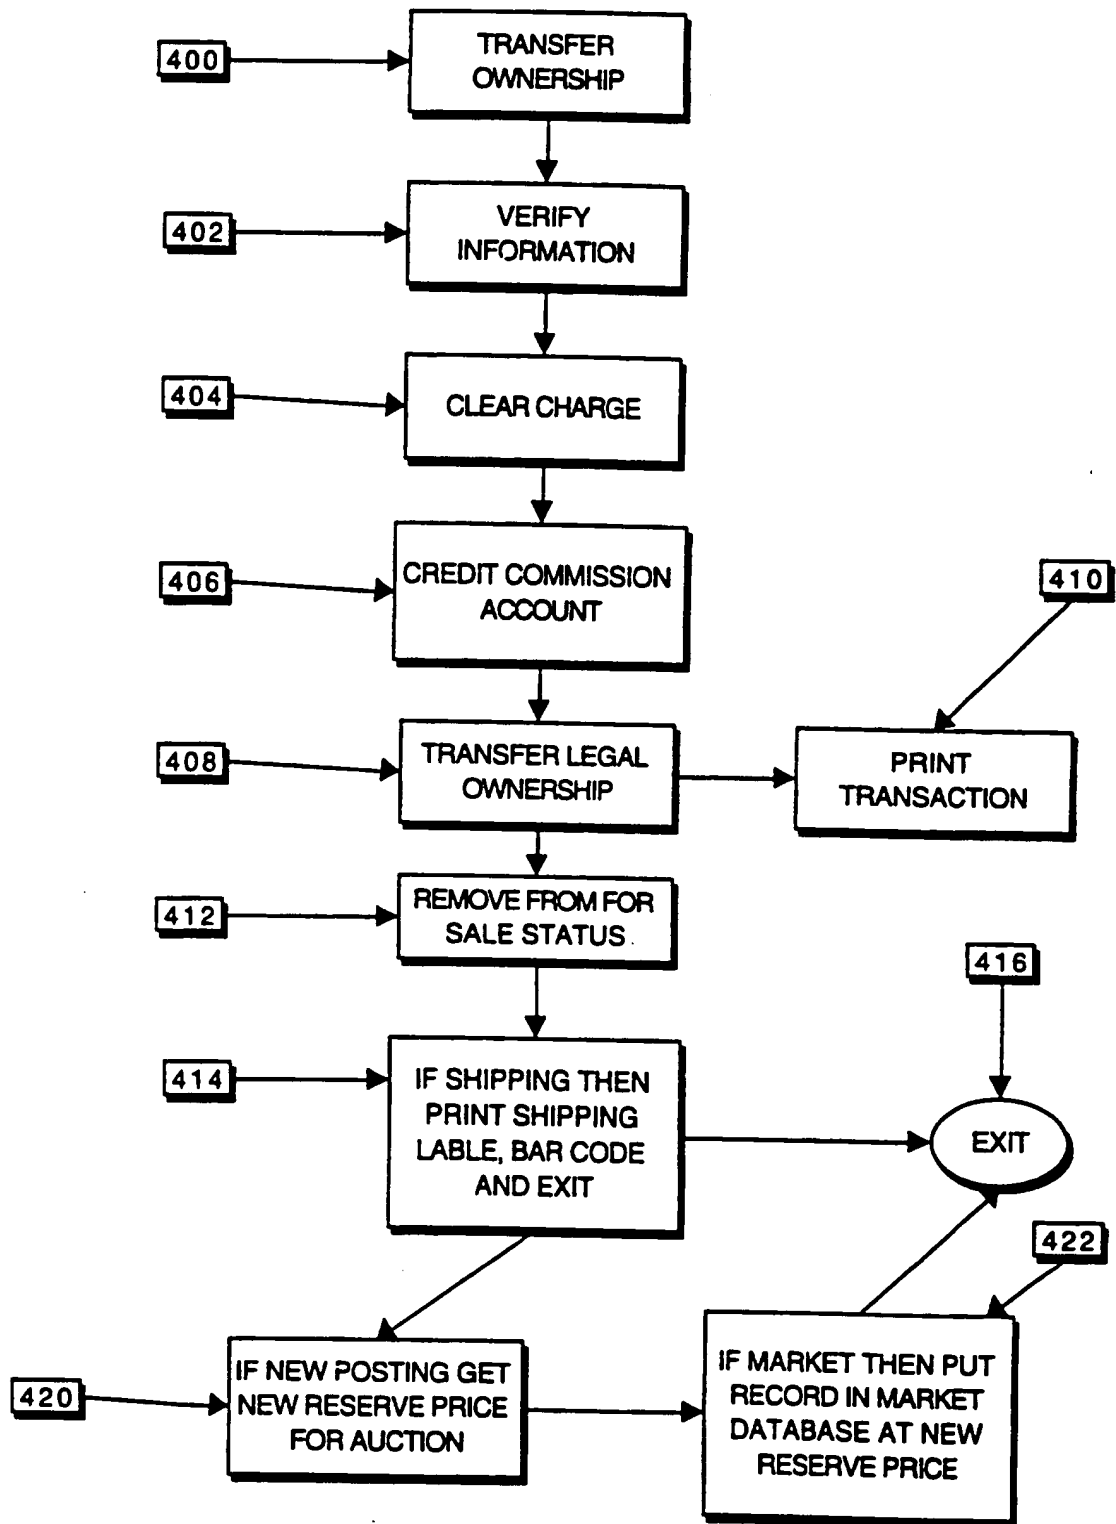 400
TRANSFER
OWNERSHIP
402
VERIFY
INFORMATION
404
CLEAR CHARGE
406
CREDIT COMMISSION
ACCOUNT
410
408
TRANSFER LEGAL
OWNERSHIP
PRINT
TRANSACTION
412
REMOVE FROM FOR
SALE STATUS
416
414
IF SHIPPING THEN
PRINT SHIPPING
LABLE, BAR CODE
AND EXIT
EXIT
422
420
IF NEW POSTING GET
NEW RESERVE PRICE
FOR AUCTION
IF MARKET THEN PUT
RECORD IN MARKET
DATABASE AT NEW
RESERVE PRICE